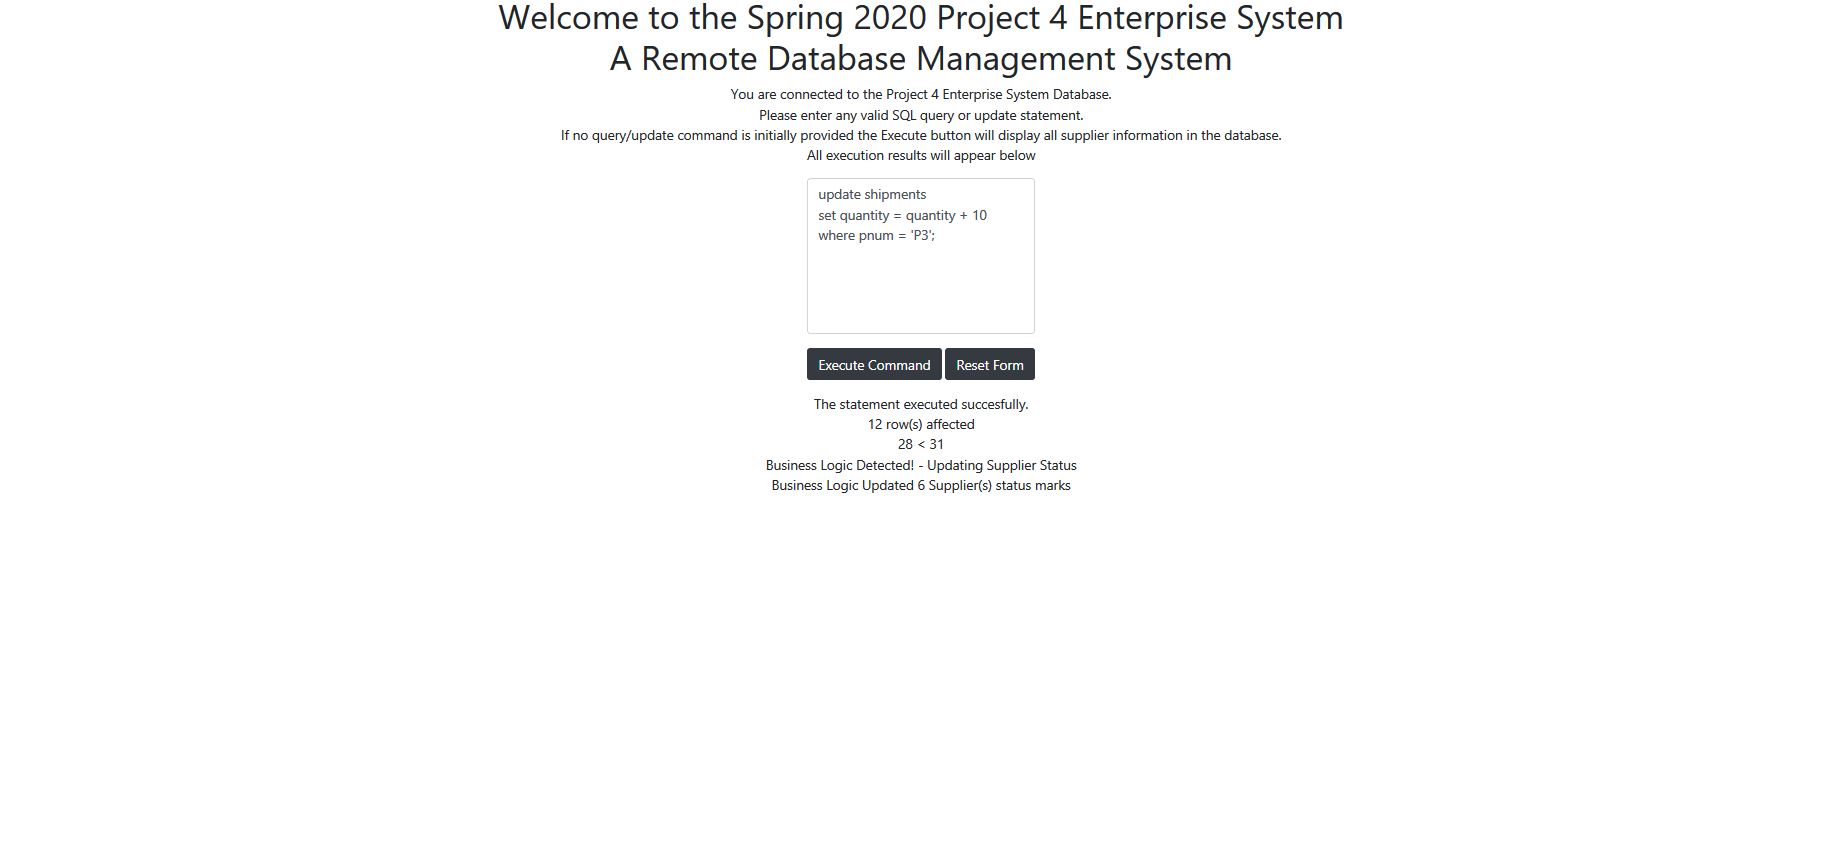 Welcome to the Spring 2020 Project 4 Enterprise System
A Remote Database Management System
You are connected to the Project 4 Enterprise System Database.
Please enter any valid SQL query or update statement.
If no query/update command is initially provided the Execute button will display all supplier information in the database.
All execution results will appear below
update shipments
set quantity = quantity + 10
where pnum = 'P3';
Execute Command Reset Form
The statement executed succesfully.
12 row(s) affected
28 < 31
Business Logic Detected! - Updating Supplier Status
Business Logic Updated 6 Supplier(s) status marks